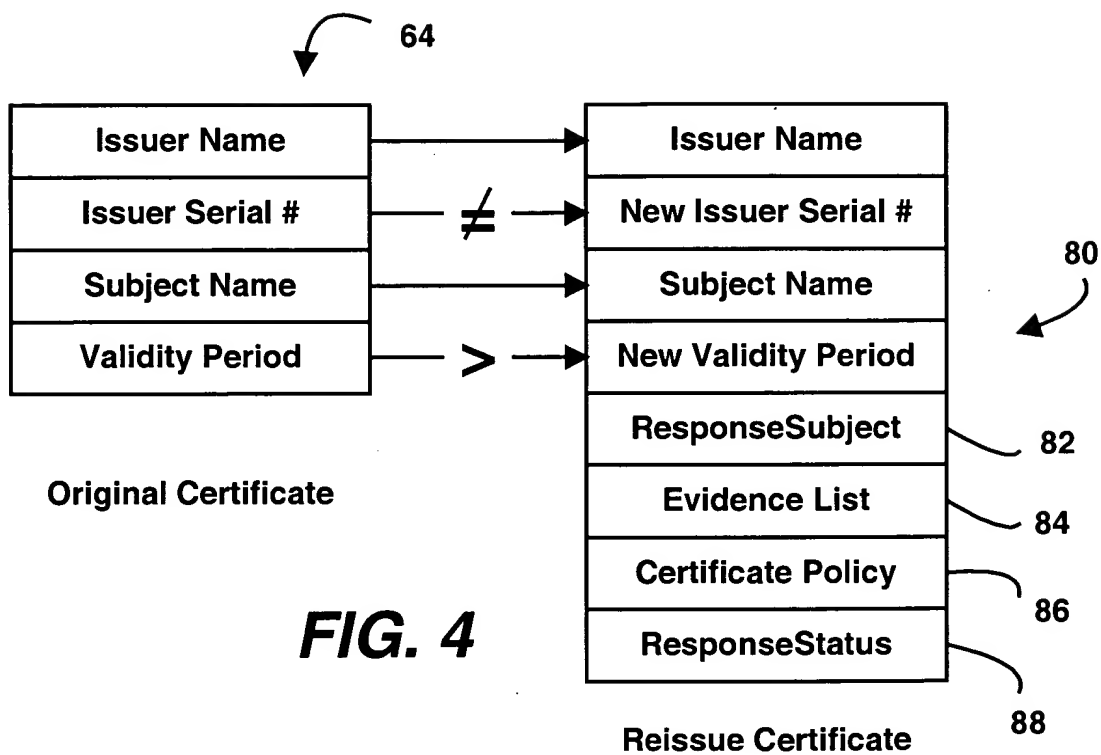 64
Issuer Name
Issuer Serial #
Subject Name
Validity Period
Original Certificate
≠
>
Issuer Name
New Issuer Serial #
Subject Name
New Validity Period
ResponseSubject
Evidence List
Certificate Policy
ResponseStatus
80
82
84
86
88
Reissue Certificate
FIG. 4